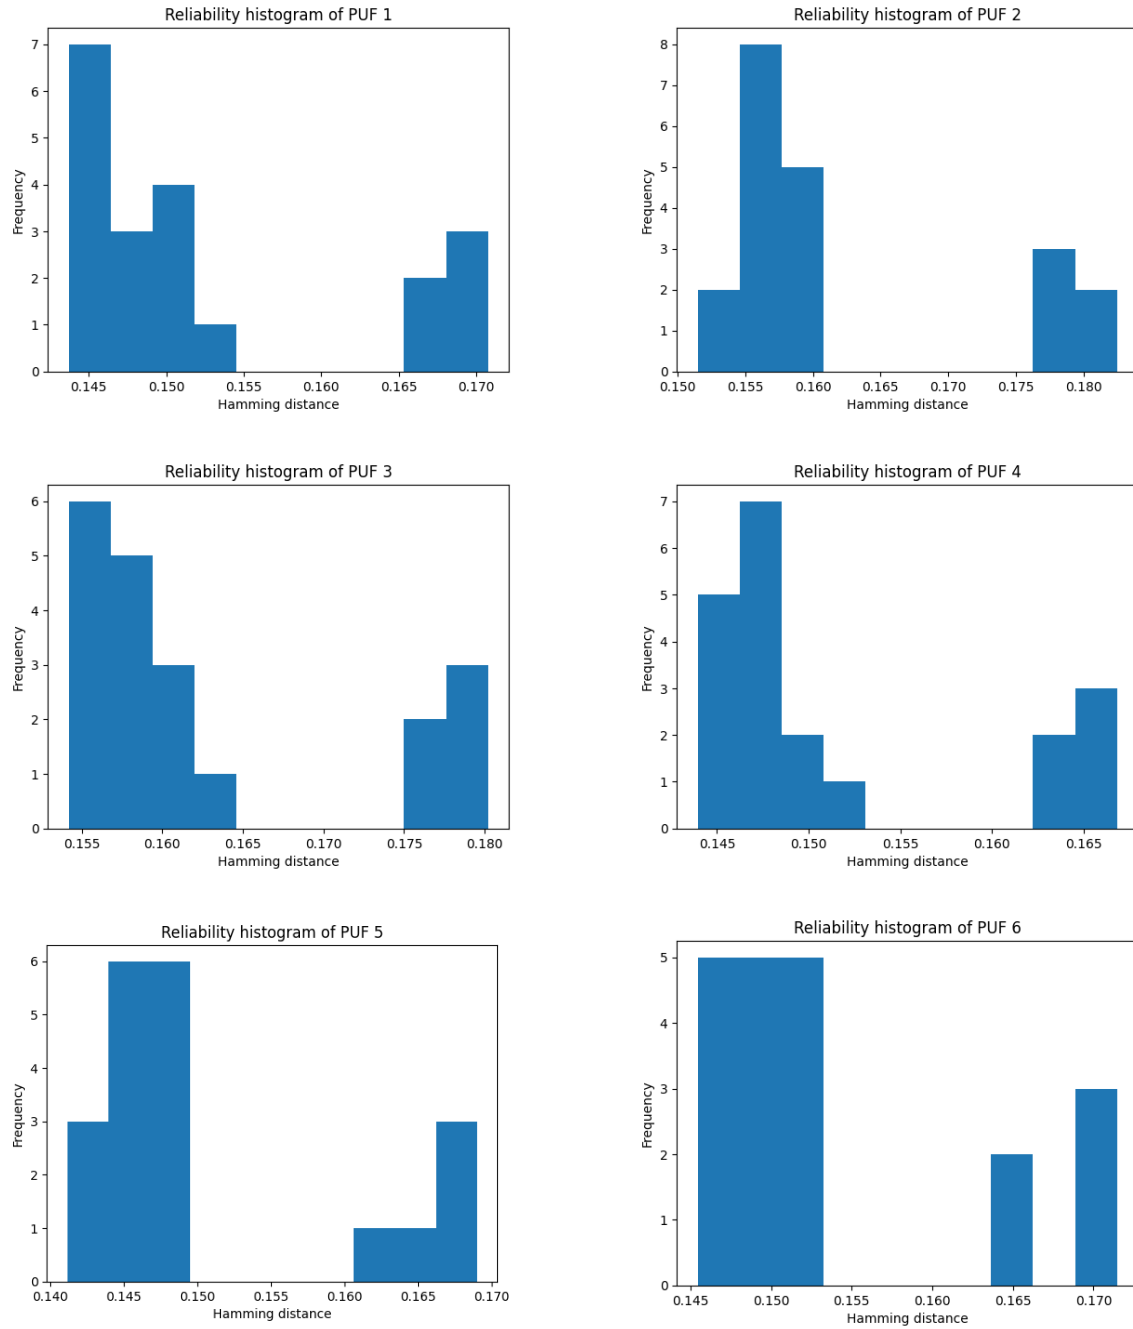 Reliability histogram of PUF 1
7
6
5
4
3
2
1
0
Frequency
0.145 0.150 0.155 0.160 0.165 0.170
Hamming distance
Reliability histogram of PUF 2
8
7
6
5
4
3
2
1
0
Frequency
0.150 0.155 0.160 0.165 0.170 0.175 0.180
Hamming distance
Reliability histogram of PUF 3
6
5
4
3
2
1
0
Frequency
0.155 0.160 0.165 0.170 0.175 0.180
Hamming distance
Reliability histogram of PUF 4
7
6
5
4
3
2
1
0
Frequency
0.145 0.150 0.155 0.160 0.165
Hamming distance
Reliability histogram of PUF 5
6
5
4
3
2
1
0
Frequency
0.140 0.145 0.150 0.155 0.160 0.165 0.170
Hamming distance
Reliability histogram of PUF 6
5
4
3
2
1
0
Frequency
0.145 0.150 0.155 0.160 0.165 0.170
Hamming distance